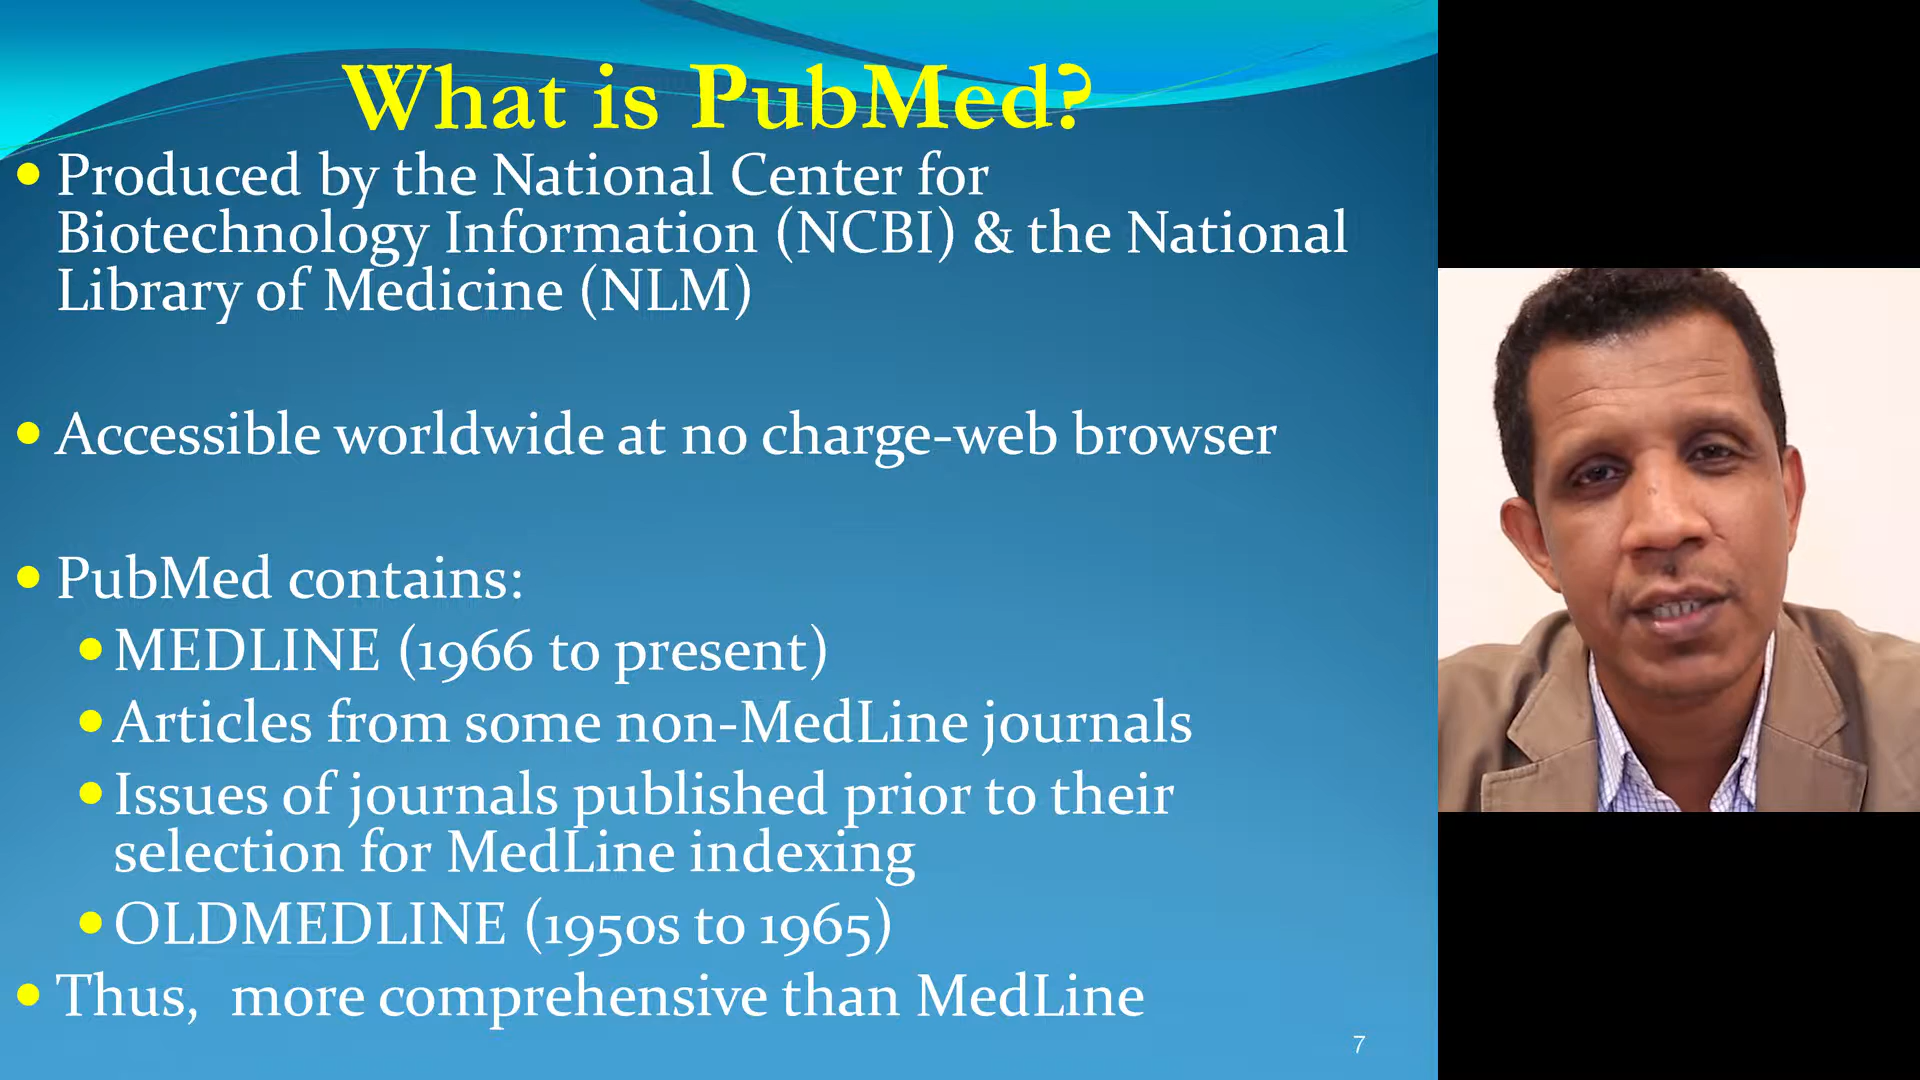 What is PubMed?
• Produced by the National Center for
Biotechnology Information (NCBI) & the National
Library of Medicine (NLM)
• Accessible worldwide at no charge-web browser
• PubMed contains:
• MEDLINE (1966 to present)
• Articles from some non-MedLine journals
• Issues of journals published prior to their
selection for MedLine indexing
• OLDMEDLINE (1950s to 1965)
• Thus,  more comprehensive than MedLine
7